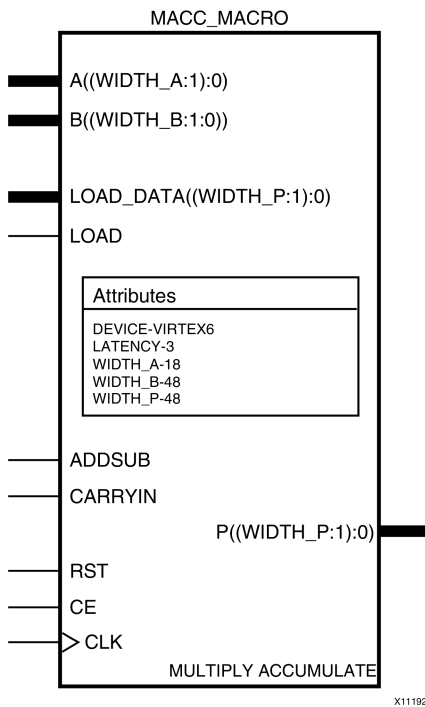 MACC_MACRO
A((WIDTH_A:1):0)
B((WIDTH_B:1:0))
LOAD_DATA((WIDTH_P:1):0)
LOAD
Attributes
DEVICE-VIRTEX6
LATENCY-3
WIDTH_A-18
WIDTH_B-48
WIDTH_P-48
ADDSUB
CARRYIN
P((WIDTH_P:1):0)
RST
CE
CLK
MULTIPLY ACCUMULATE
X11192